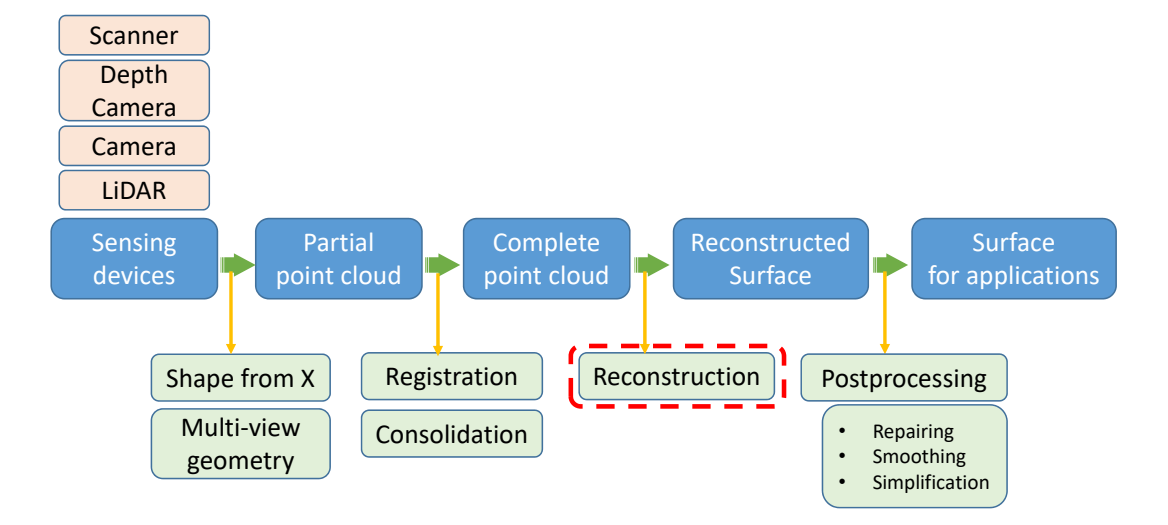 Scanner
Depth
Camera
Camera
LiDAR
Sensing
devices
Partial
point cloud
Complete
point cloud
Reconstructed
Surface
Surface
for applications
Shape from X
Multi-view
geometry
Registration
Consolidation
Reconstruction
Postprocessing
• Repairing
• Smoothing
• Simplification